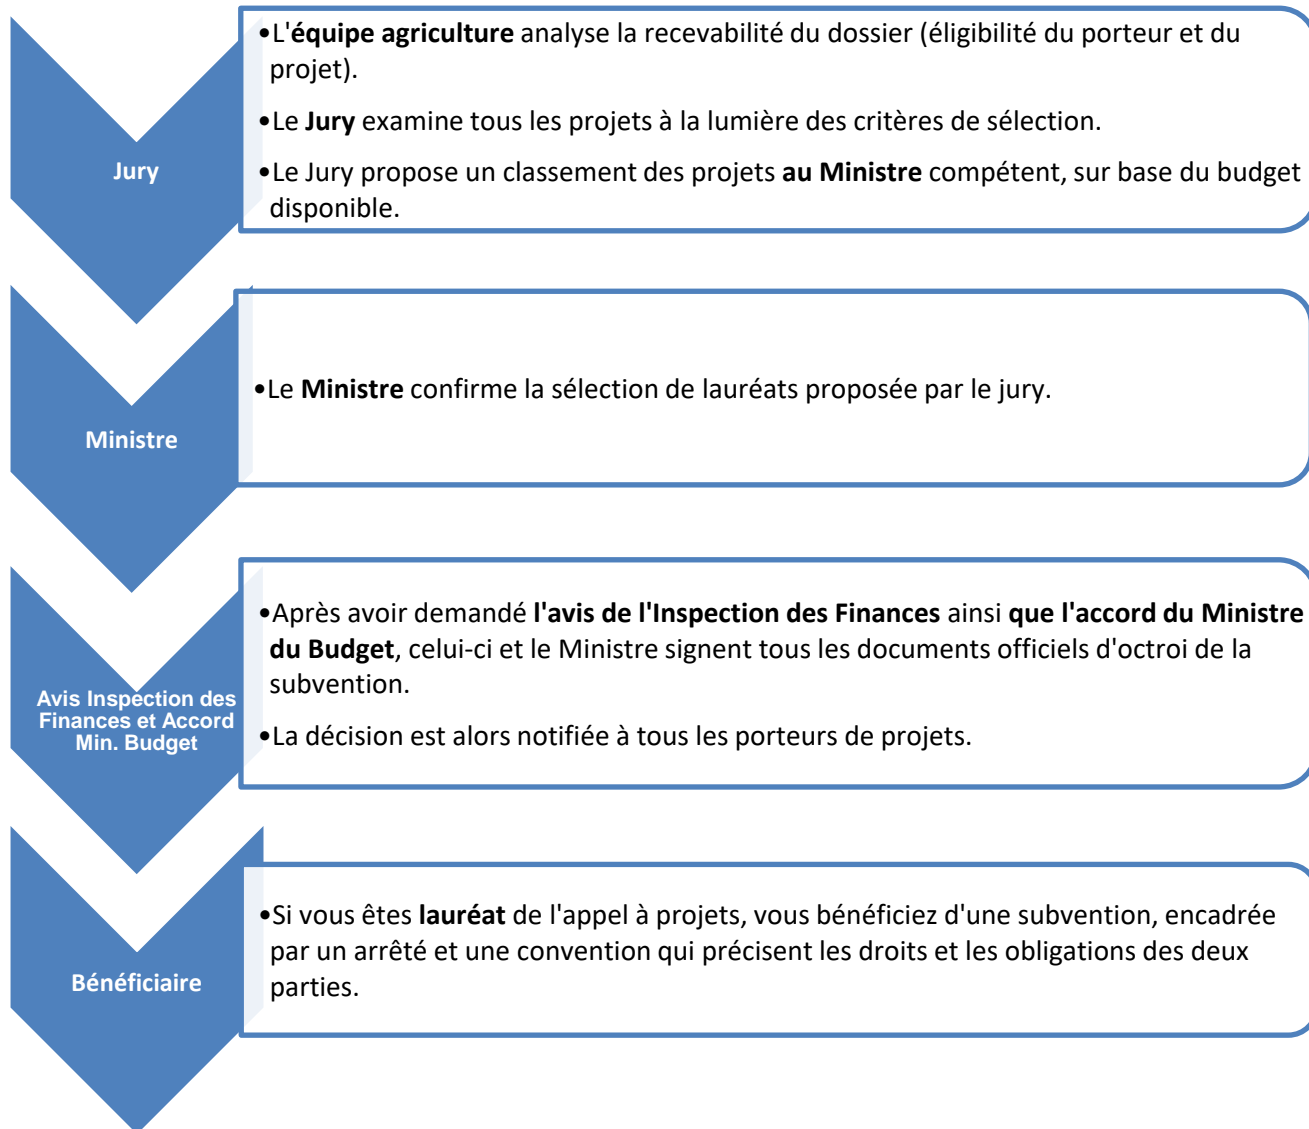 Jury
•L'équipe agriculture analyse la recevabilité du dossier (éligibilité du porteur et du
projet).
•Le Jury examine tous les projets à la lumière des critères de sélection.
•Le Jury propose un classement des projets au Ministre compétent, sur base du budget
disponible.
Ministre
•Le Ministre confirme la sélection de lauréats proposée par le jury.
Avis Inspection des
Finances et Accord
Min. Budget
•Après avoir demandé l'avis de l'Inspection des Finances ainsi que l'accord du Ministre
du Budget, celui-ci et le Ministre signent tous les documents officiels d'octroi de la
subvention.
•La décision est alors notifiée à tous les porteurs de projets.
Bénéficiaire
•Si vous êtes lauréat de l'appel à projets, vous bénéficiez d'une subvention, encadrée
par un arrêté et une convention qui précisent les droits et les obligations des deux
parties.